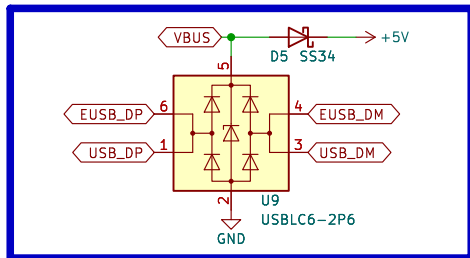 VBUS
+5V
D5 SS34
5
6
4
EUSB_DP
EUSB_DM
1
3
USB_DP
USB_DM
2
U9
USBLC6-2P6
GND